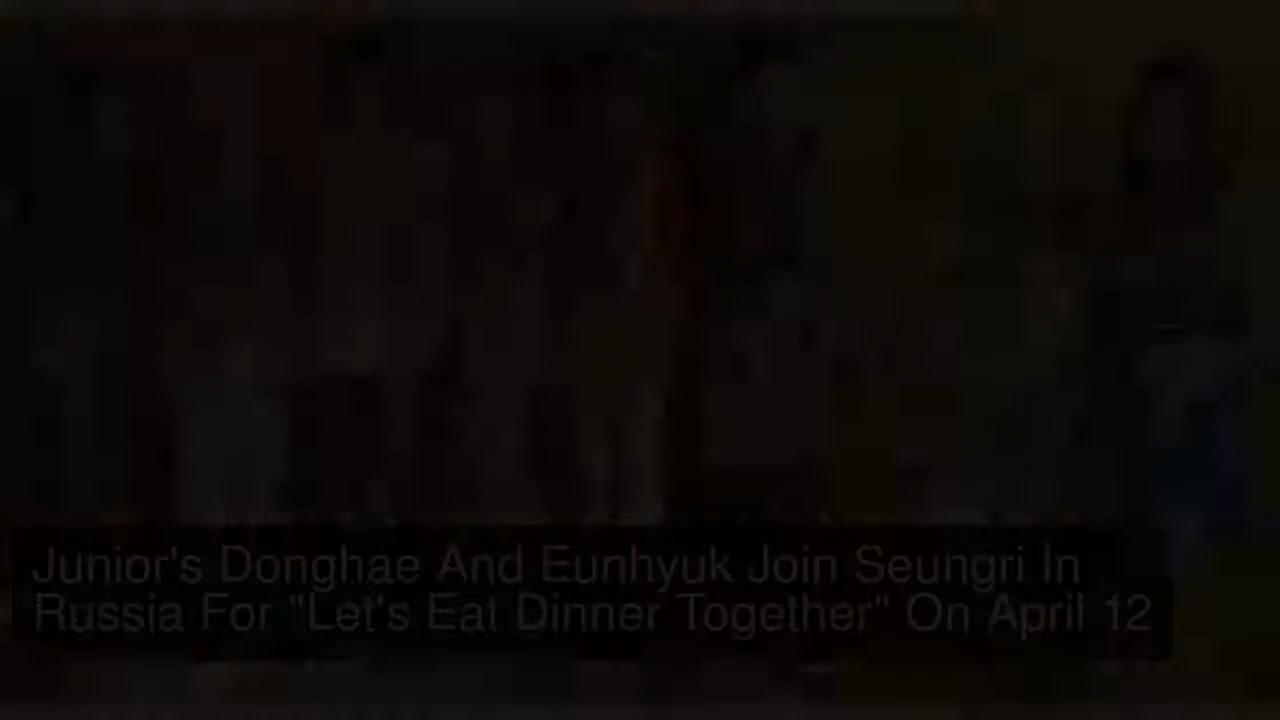 Junior's Donghae And Eunhyuk Join Seungri In
Russia For "Let's Eat Dinner Together" On April 12